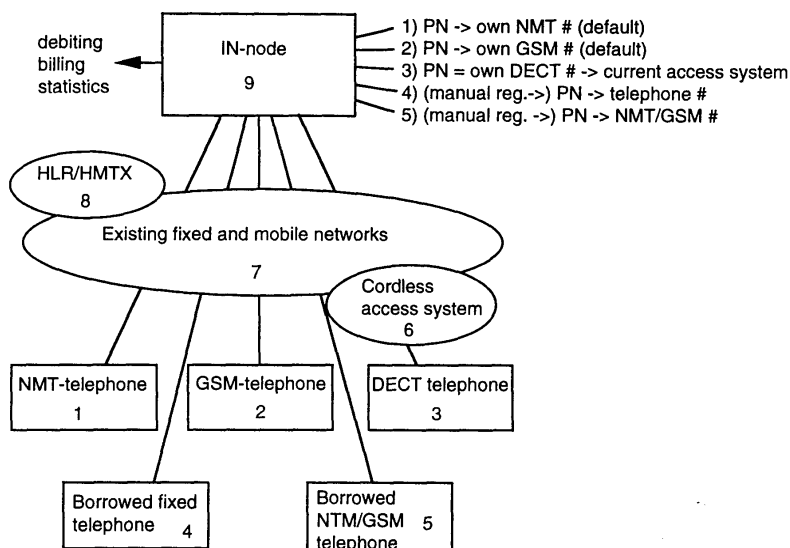 debiting
billing
statistics
IN-node
9
1) PN -> own NMT # (default)
2) PN -> own GSM # (default)
3) PN = own DECT # -> current access system
4) (manual reg.->) PN -> telephone #
5) (manual reg. ->) PN -> NMT/GSM #
HLR/HMTX
8
Existing fixed and mobile networks
7
Cordless
access system
6
NMT-telephone
1
GSM-telephone
2
DECT telephone
3
Borrowed fixed
telephone 4
Borrowed
NTM/GSM 5
telephone